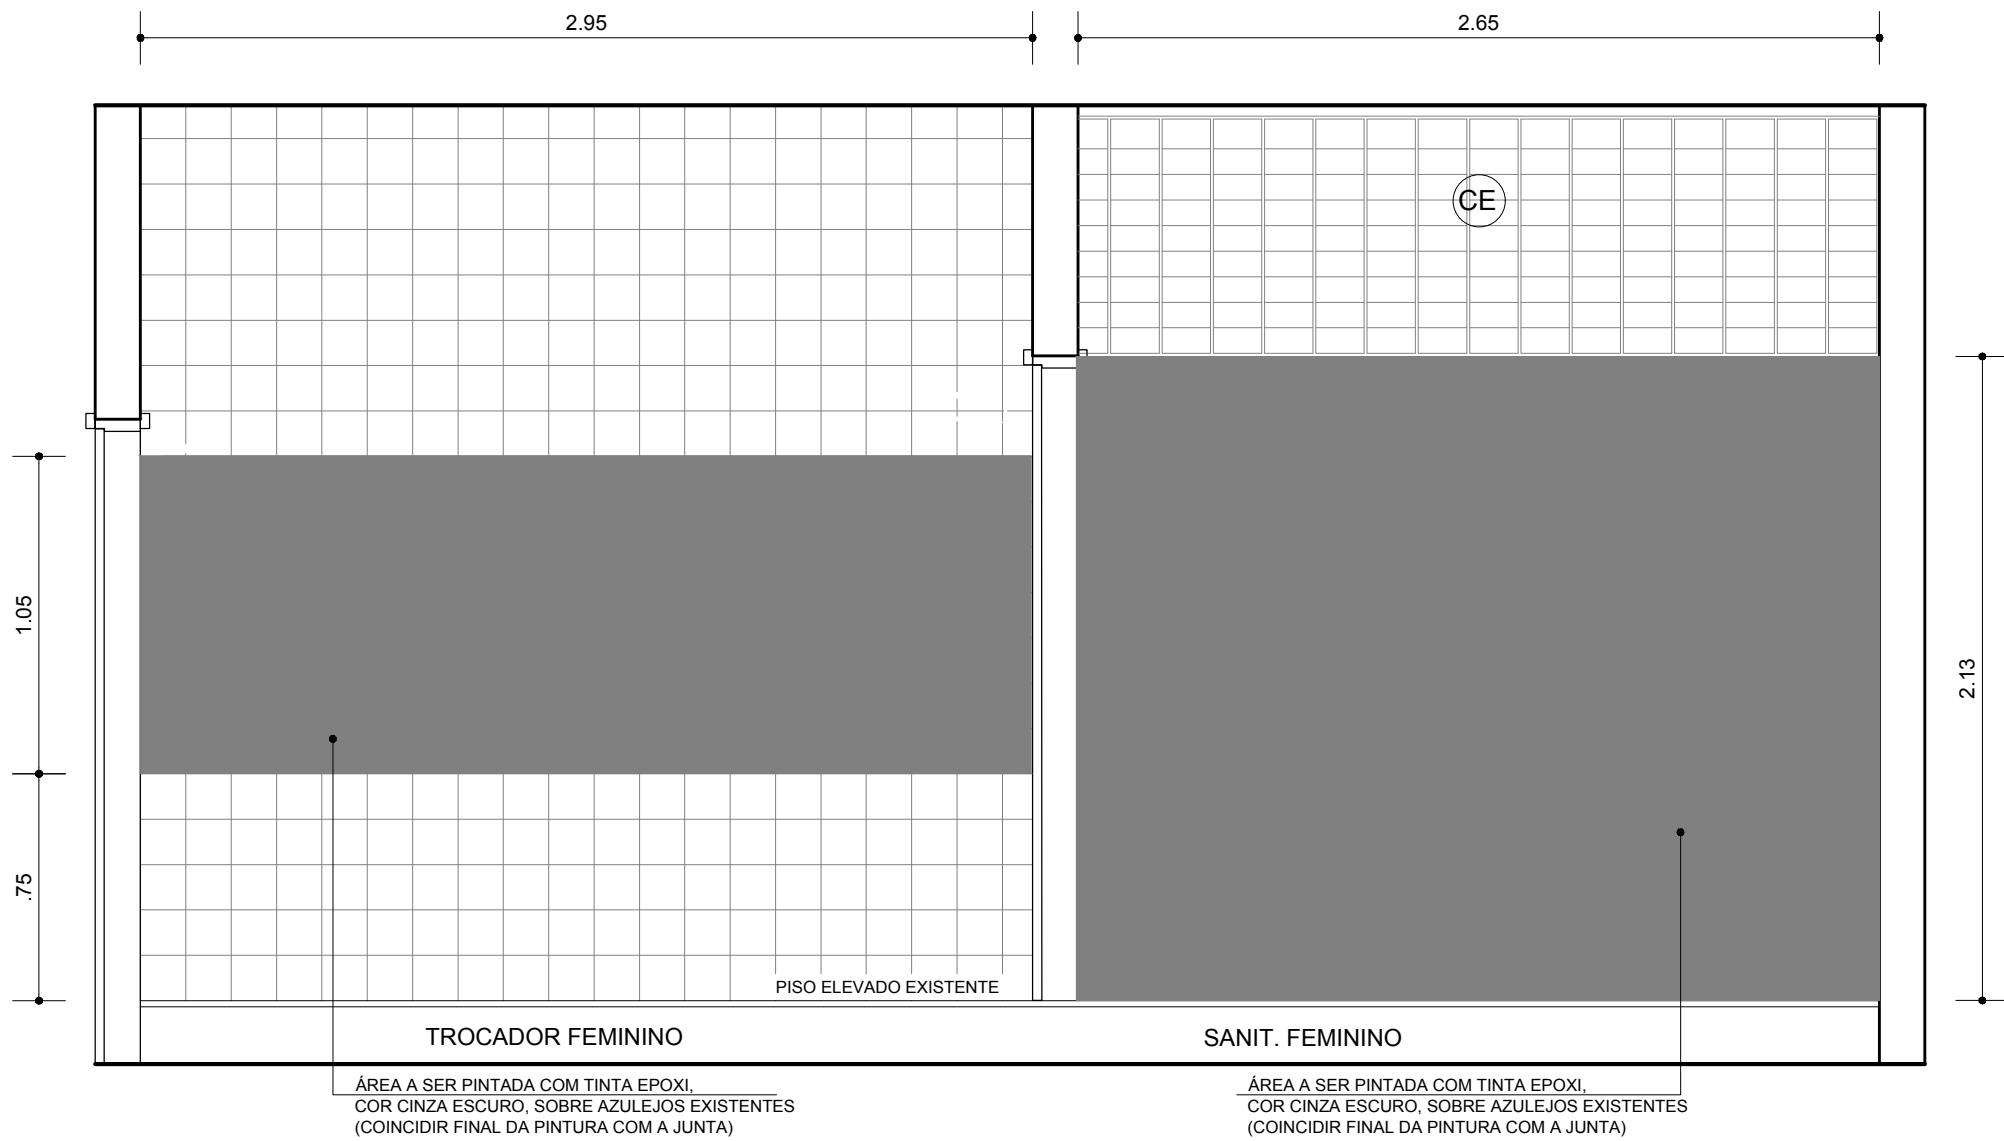 2.95
2.65
CE
1.05
2.13
.75
PISO ELEVADO EXISTENTE
TROCADOR FEMININO
SANIT. FEMININO
ÁREA A SER PINTADA COM TINTA EPOXI,
COR CINZA ESCURO, SOBRE AZULEJOS EXISTENTES
(COINCIDIR FINAL DA PINTURA COM A JUNTA)
ÁREA A SER PINTADA COM TINTA EPOXI,
COR CINZA ESCURO, SOBRE AZULEJOS EXISTENTES
(COINCIDIR FINAL DA PINTURA COM A JUNTA)